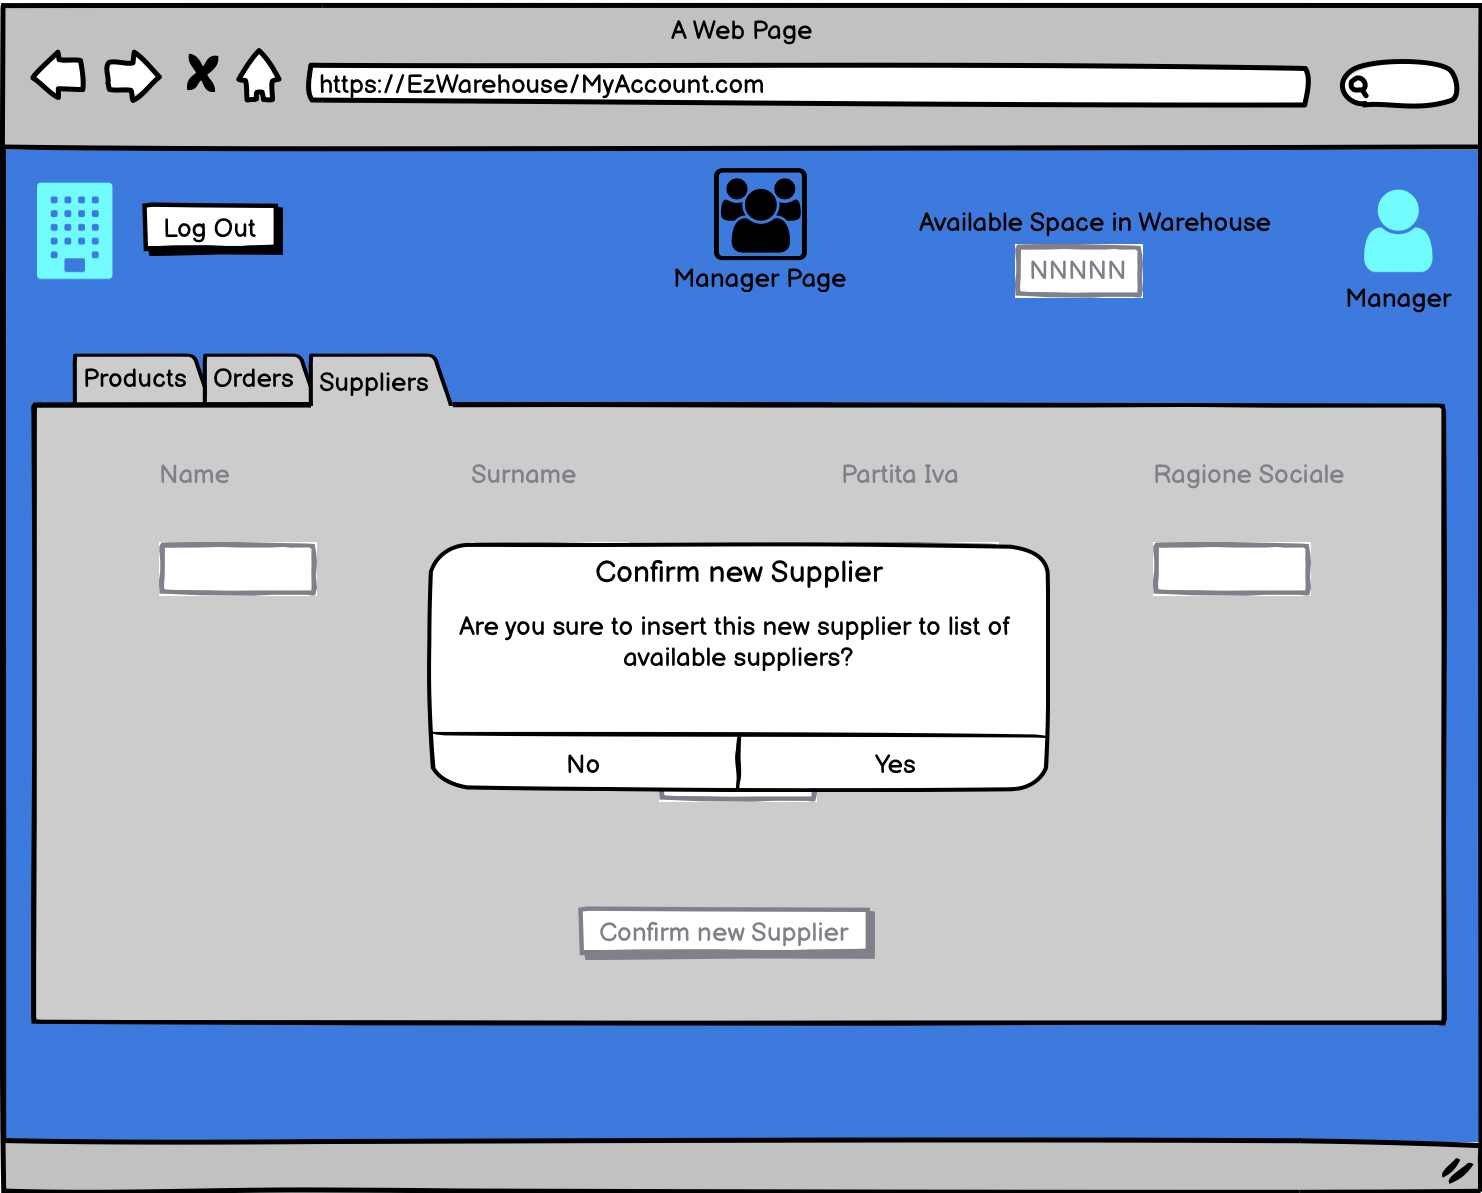 A Web Page
https://EzWarehouse/MyAccount.com
Log Out
Manager Page
Available Space in Warehouse
NNNNN
Manager
Products
Orders
Suppliers
Name
Surname
Partita Iva
Ragione Sociale
Confirm new Supplier
Are you sure to insert this new supplier to list of
available suppliers?
No
Yes
Confirm new Supplier